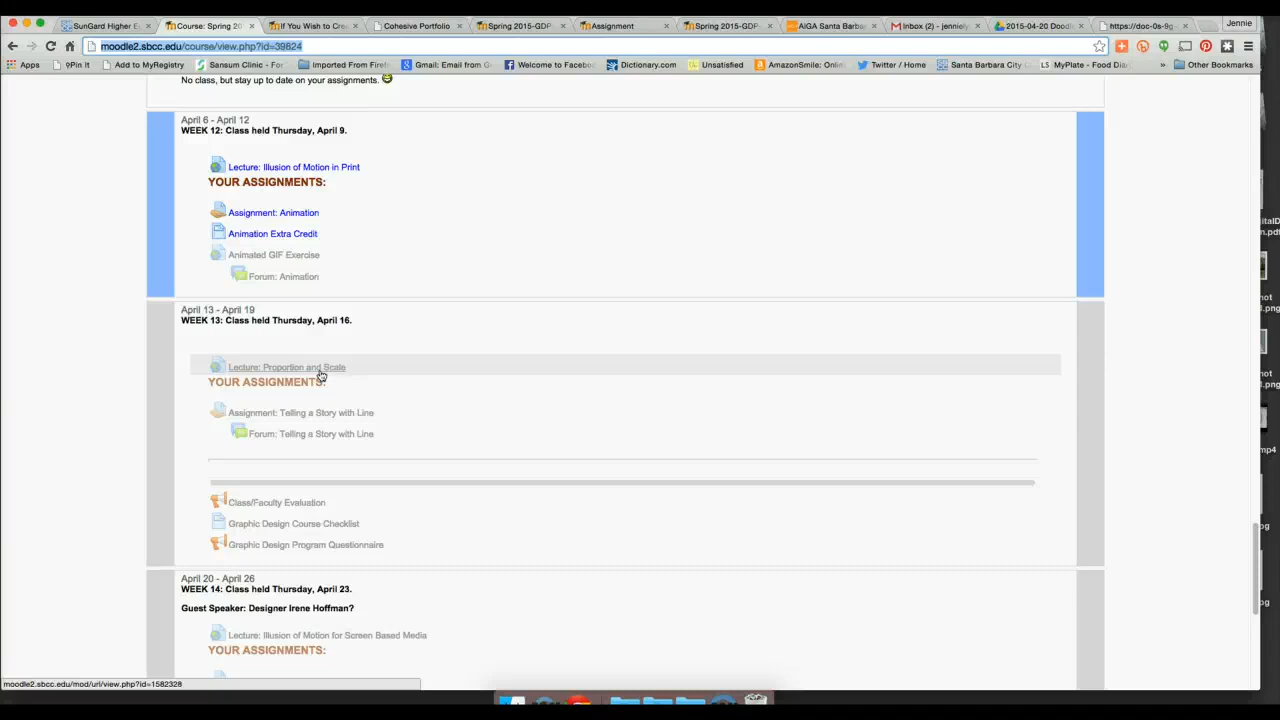 SunGard Higher E
Course: Spring 20
If You Wish to Cre
Cohesive Portfolio
Spring 2015-GDP
Assignment
Spring 2015-GDP
AIGA Santa Barba
Inbox (2) - jenniely
2015-04-20 Doodl
https://doc-0s-9g
Jennie
moodle2.sbcc.edu/course/view.php?id=39824
Apps
?Pin It
Add to MyRegistry
Sansum Clinic - Fo
Imported From Firef
Gmail: Email from G
Welcome to Facebo
Dictionary.com
Unsatisfied
AmazonSmile: Onli
Twitter / Home
Santa Barbara City
MyPlate - Food Dia
» Other Bookmarks
No class, but stay up to date on your assignments.
April 6 - April 12
WEEK 12: Class held Thursday, April 9.
Lecture: Illusion of Motion in Print
YOUR ASSIGNMENTS:
Assignment: Animation
Animation Extra Credit
Animated GIF Exercise
Forum: Animation
April 13 - April 19
WEEK 13: Class held Thursday, April 16.
Lecture: Proportion and Scale
YOUR ASSIGNMENTS:
Assignment: Telling a Story with Line
Forum: Telling a Story with Line
Class/Faculty Evaluation
Graphic Design Course Checklist
Graphic Design Program Questionnaire
April 20 - April 26
WEEK 14: Class held Thursday, April 23.
Guest Speaker: Designer Irene Hoffman?
Lecture: Illusion of Motion for Screen Based Media
YOUR ASSIGNMENTS:
moodle2.sbcc.edu/mod/url/view.php?id=1582328